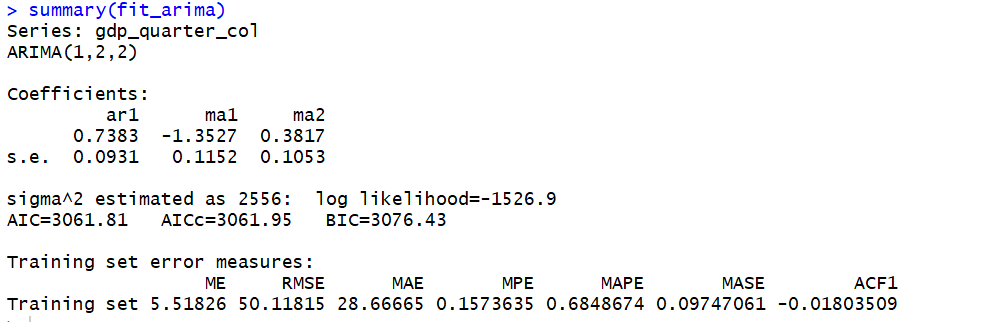 > summary(fit_arima)
Series: gdp_quarter_col
ARIMA(1,2,2)
Coefficients:
ar1 ma1 ma2
0.7383 -1.3527 0.3817
s.e. 0.0931 0.1152 0.1053
sigma^2 estimated as 2556: log likelihood=-1526.9
AIC=3061.81 AICc=3061.95 BIC=3076.43
Training set error measures:
ME RMSE MAE MPE MAPE MASE ACF1
Training set 5.51826 50.11815 28.66665 0.1573635 0.6848674 0.09747061 -0.01803509